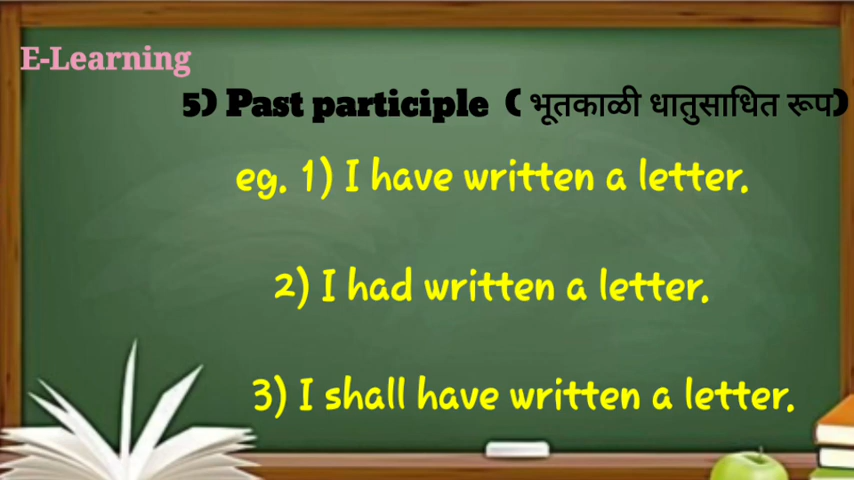 E-Learning
5) Past participle ( भूतकाळी धातुसाधित रूप)
eg. 1) I have written a letter.
2) I had written a letter.
3) I shall have written a letter.